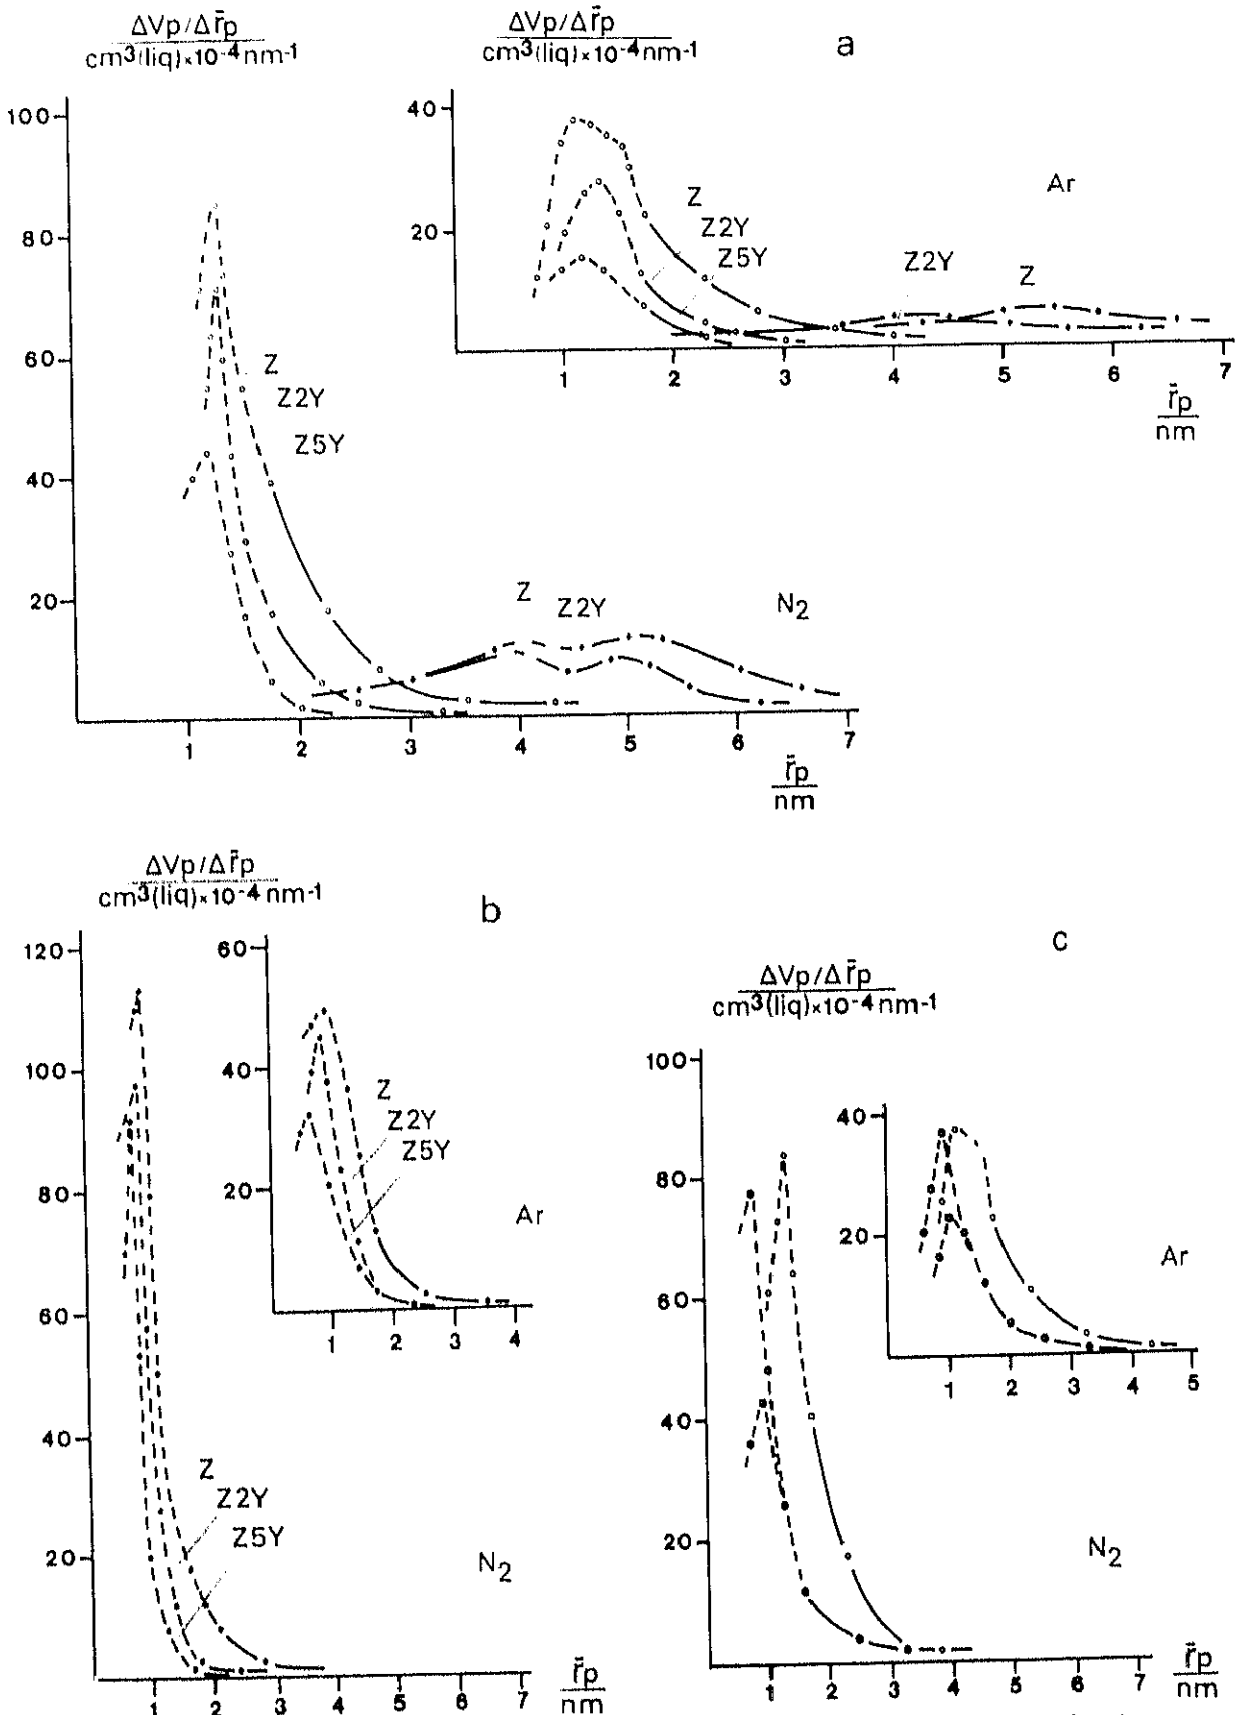 ΔVp/Δr̄p
cm³(liq)×10⁻⁴nm⁻¹
100
80
60
40
20
Z
Z2Y
Z5Y
Z
Z2Y
N₂
1 2 3 4 5 6 7
r̄p
nm
ΔVp/Δr̄p
cm³(liq)×10⁻⁴nm⁻¹
a
40
20
Z
Z2Y
Z5Y
Z2Y
Z
Ar
1 2 3 4 5 6 7
r̄p
nm
ΔVp/Δr̄p
cm³(liq)×10⁻⁴nm⁻¹
b
120
100
80
60
40
20
Z
Z2Y
Z5Y
N₂
1 2 3 4 5 6 7
r̄p
nm
60
40
20
Z
Z2Y
Z5Y
Ar
1 2 3 4
c
ΔVp/Δr̄p
cm³(liq)×10⁻⁴nm⁻¹
100
80
60
40
20
N₂
1 2 3 4 5 6 7
r̄p
nm
40
20
Ar
1 2 3 4 5